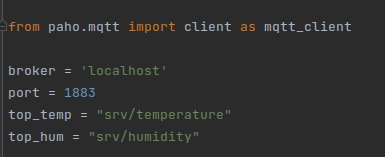 from paho.mqtt import client as mqtt_client
broker = 'localhost'
port = 1883
top_temp = "srv/temperature"
top_hum = "srv/humidity"